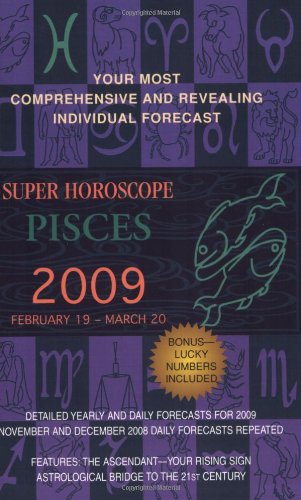 YOUR MOST
COMPREHENSIVE AND REVEALING
INDIVIDUAL FORECAST
SUPER HOROSCOPE
PISCES
2009
FEBRUARY 19 – MARCH 20
BONUS—
LUCKY
NUMBERS
INCLUDED
DETAILED YEARLY AND DAILY FORECASTS FOR 2009
NOVEMBER AND DECEMBER 2008 DAILY FORECASTS REPEATED
FEATURES: THE ASCENDANT—YOUR RISING SIGN
ASTROLOGICAL BRIDGE TO THE 21ST CENTURY